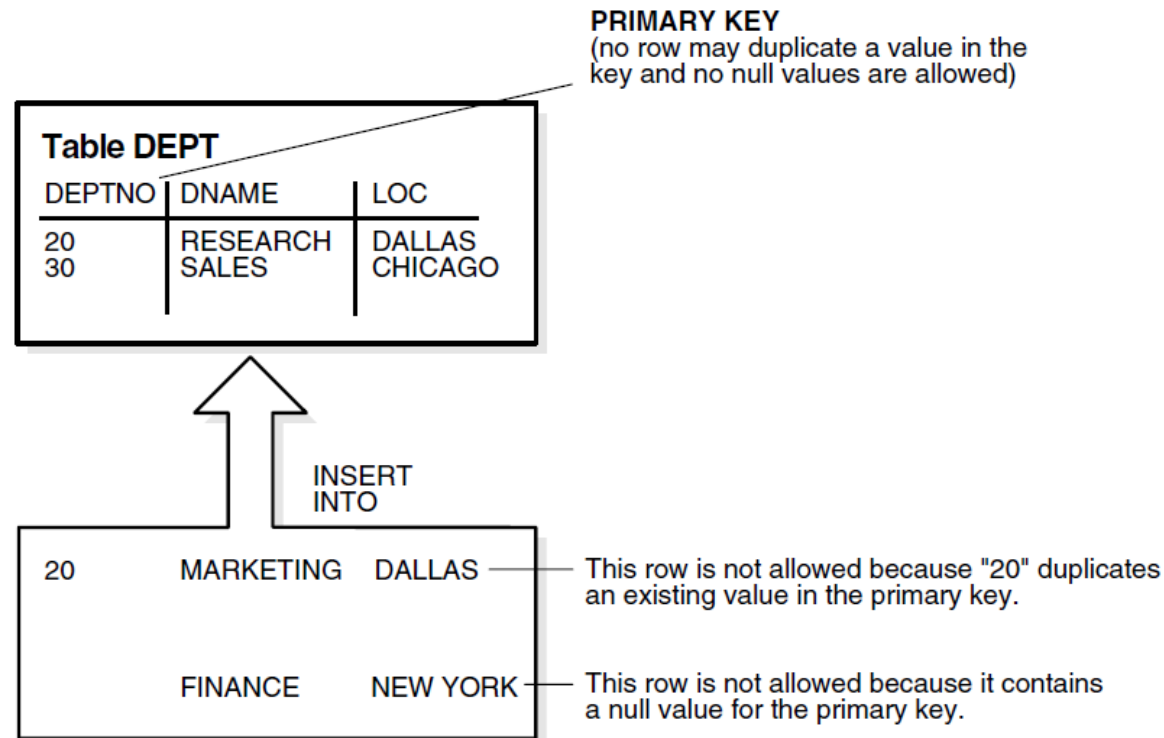 PRIMARY KEY
(no row may duplicate a value in the
key and no null values are allowed)
Table DEPT
DEPTNO DNAME LOC
20 RESEARCH DALLAS
30 SALES CHICAGO
INSERT
INTO
20 MARKETING DALLAS
This row is not allowed because "20" duplicates
an existing value in the primary key.
FINANCE NEW YORK
This row is not allowed because it contains
a null value for the primary key.